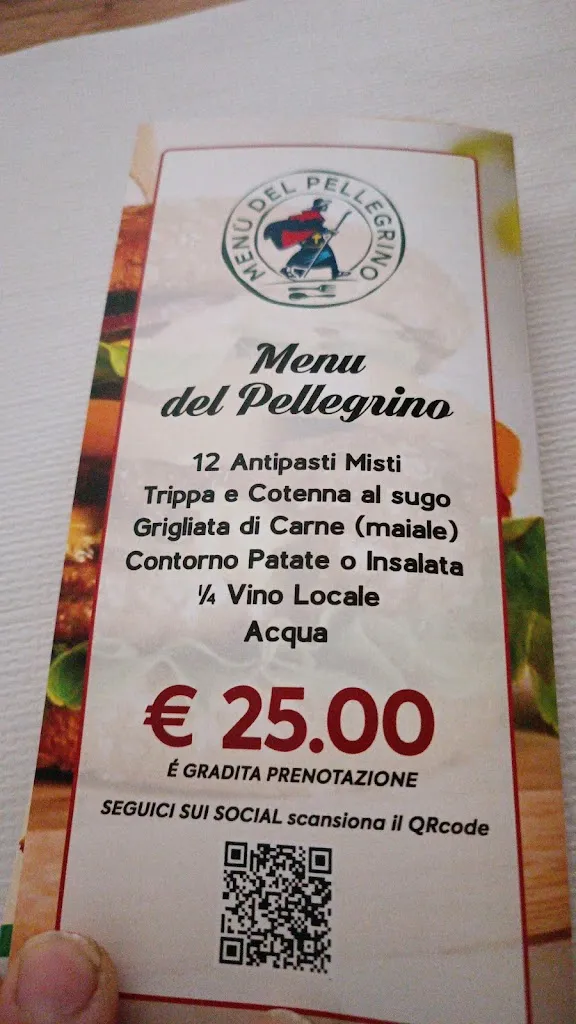 MENÙ DEL PELLEGRINO
Menu
del Pellegrino
12 Antipasti Misti
Trippa e Cotenna al sugo
Grigliata di Carne (maiale)
Contorno Patate o Insalata
¼ Vino Locale
Acqua
€ 25.00
É GRADITA PRENOTAZIONE
SEGUICI SUI SOCIAL scansiona il QRcode